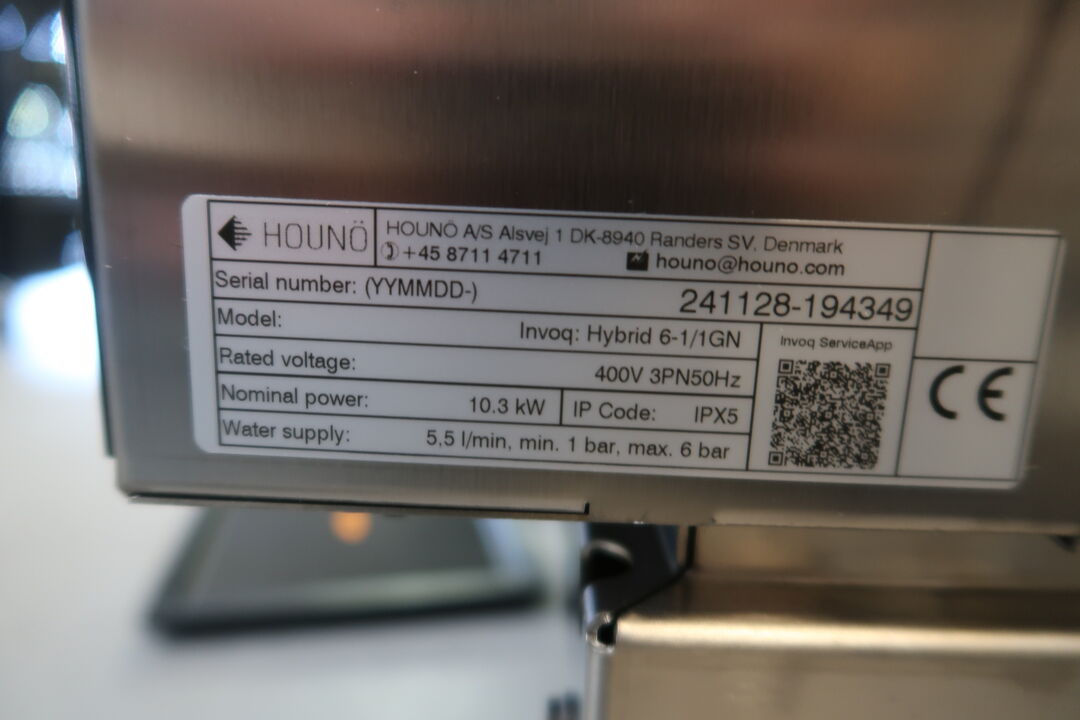 HOUNÖ
HOUNÖ A/S Alsvej 1 DK-8940 Randers SV. Denmark
+45 8711 4711 houno@houno.com
Serial number: (YYMMDD-) 241128-194349
Model: Invoq: Hybrid 6-1/1GN
Rated voltage: 400V 3PN50Hz
Nominal power: 10.3 kW IP Code: IPX5
Water supply: 5,5 l/min, min. 1 bar, max. 6 bar
Invoq ServiceApp
CE